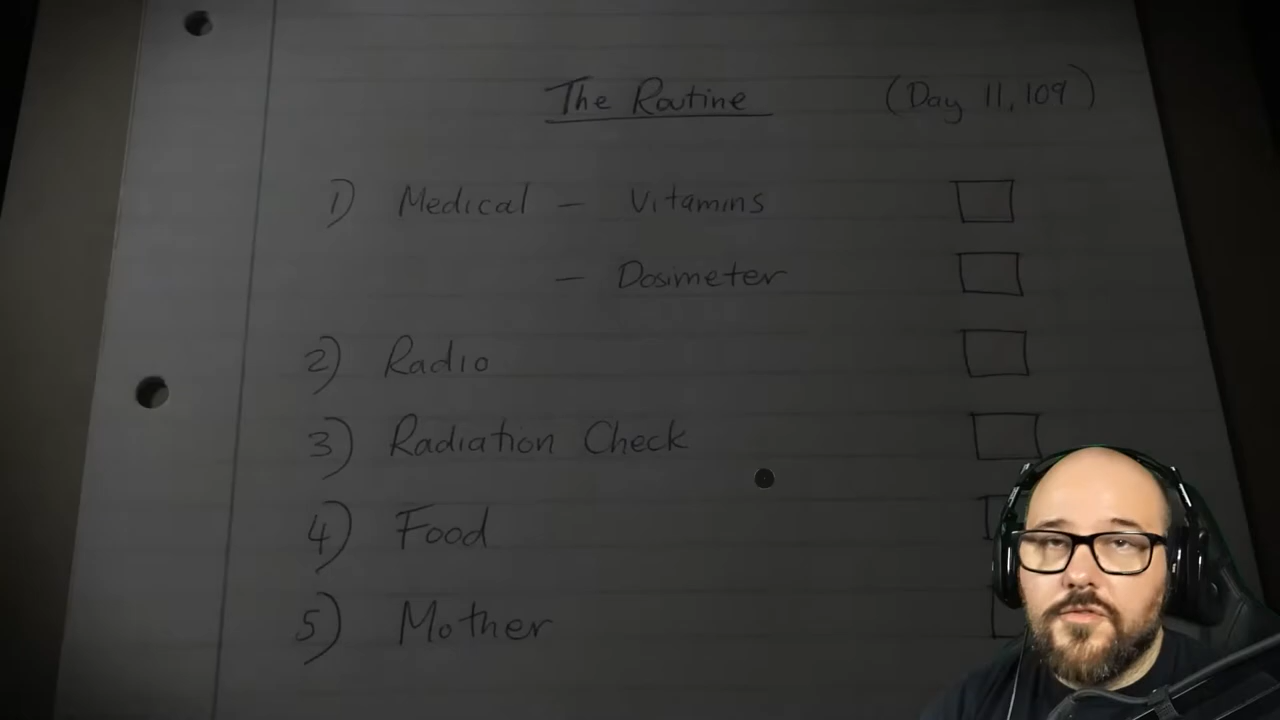 The Routine (Day 11,109)
1) Medical - Vitamins
- Dosimeter
2) Radio
3) Radiation Check
4) Food
5) Mother